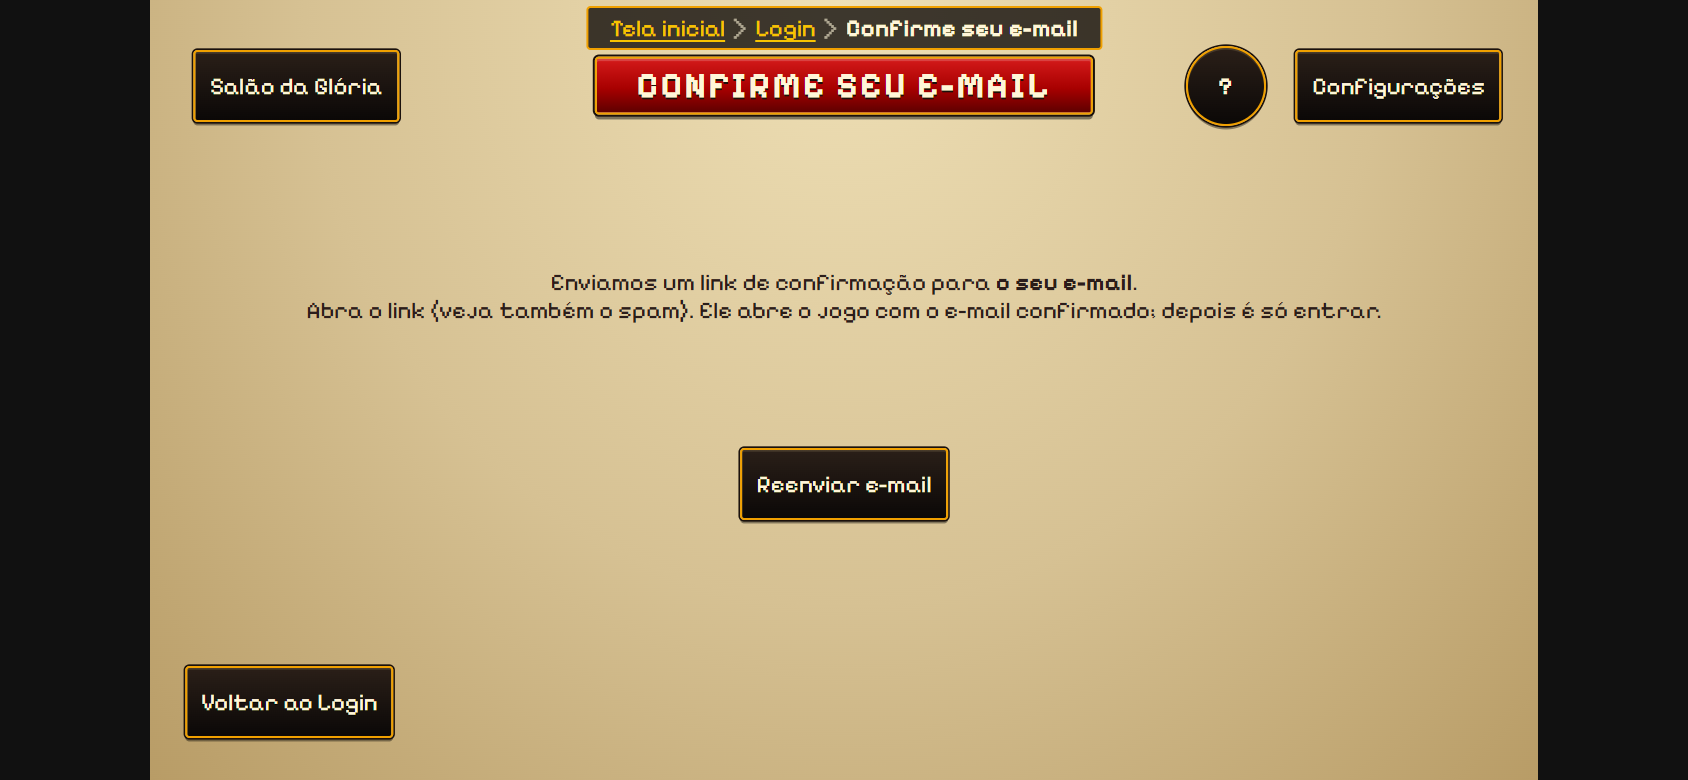 Tela inicial > Login > Confirme seu e-mail
CONFIRME SEU E-MAIL
Salão da Glória
?
Configurações
Enviamos um link de confirmação para o seu e-mail.
Abra o link (veja também o spam). Ele abre o jogo com o e-mail confirmado; depois é só entrar.
Reenviar e-mail
Voltar ao Login